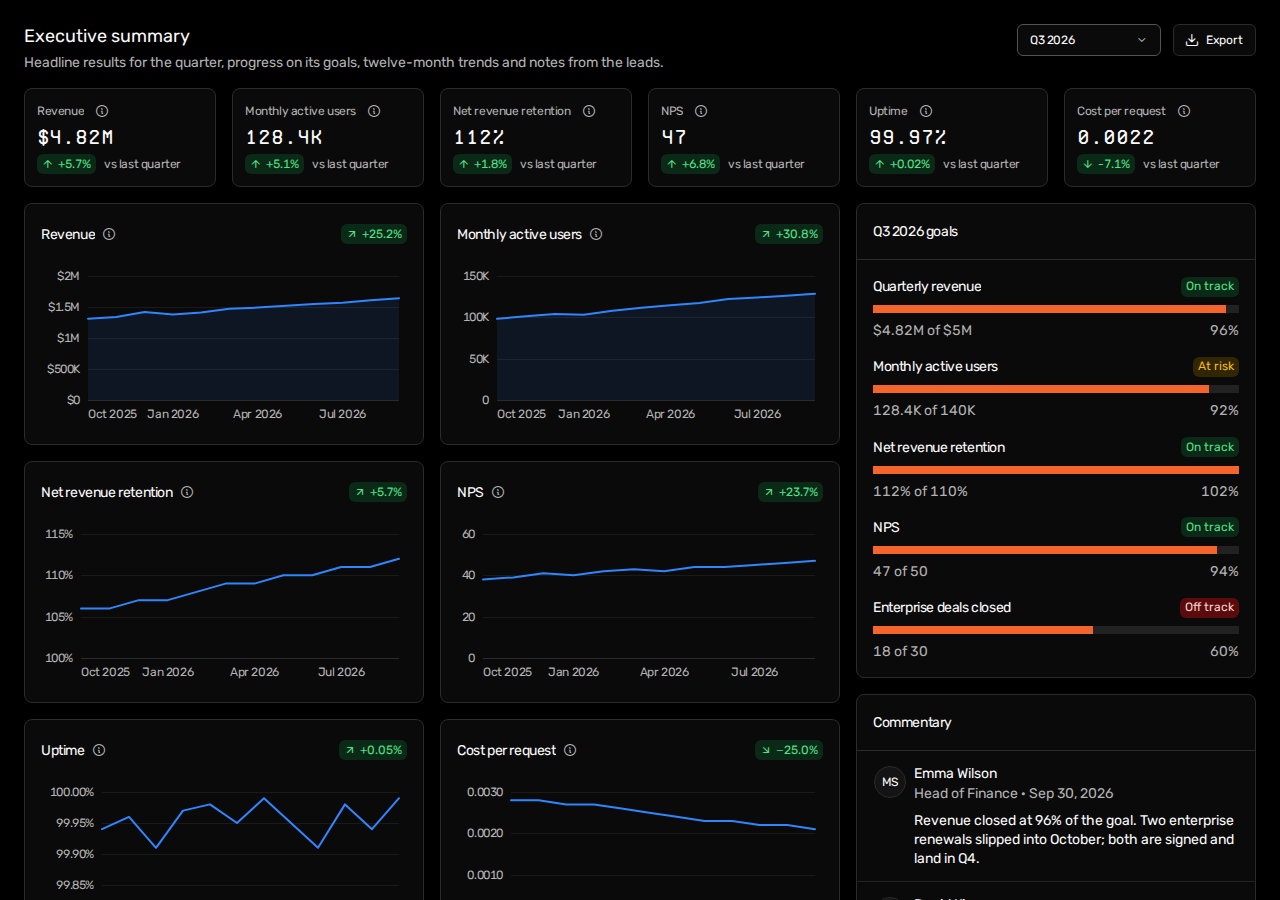 Executive summary
Headline results for the quarter, progress on its goals, twelve-month trends and notes from the leads.
Q3 2026
Export
Revenue
$4.82M
+5.7% vs last quarter
Monthly active users
128.4K
+5.1% vs last quarter
Net revenue retention
112%
+1.8% vs last quarter
NPS
47
+6.8% vs last quarter
Uptime
99.97%
+0.02% vs last quarter
Cost per request
0.0022
-7.1% vs last quarter
Revenue
+25.2%
$2M
$1.5M
$1M
$500K
$0
Oct 2025 Jan 2026 Apr 2026 Jul 2026
Monthly active users
+30.8%
150K
100K
50K
0
Oct 2025 Jan 2026 Apr 2026 Jul 2026
Net revenue retention
+5.7%
115%
110%
105%
100%
Oct 2025 Jan 2026 Apr 2026 Jul 2026
NPS
+23.7%
60
40
20
0
Oct 2025 Jan 2026 Apr 2026 Jul 2026
Uptime
+0.05%
100.00%
99.95%
99.90%
99.85%
Cost per request
−25.0%
0.0030
0.0020
0.0010
Q3 2026 goals
Quarterly revenue
On track
$4.82M of $5M
96%
Monthly active users
At risk
128.4K of 140K
92%
Net revenue retention
On track
112% of 110%
102%
NPS
On track
47 of 50
94%
Enterprise deals closed
Off track
18 of 30
60%
Commentary
MS
Emma Wilson
Head of Finance • Sep 30, 2026
Revenue closed at 96% of the goal. Two enterprise
renewals slipped into October; both are signed and
land in Q4.